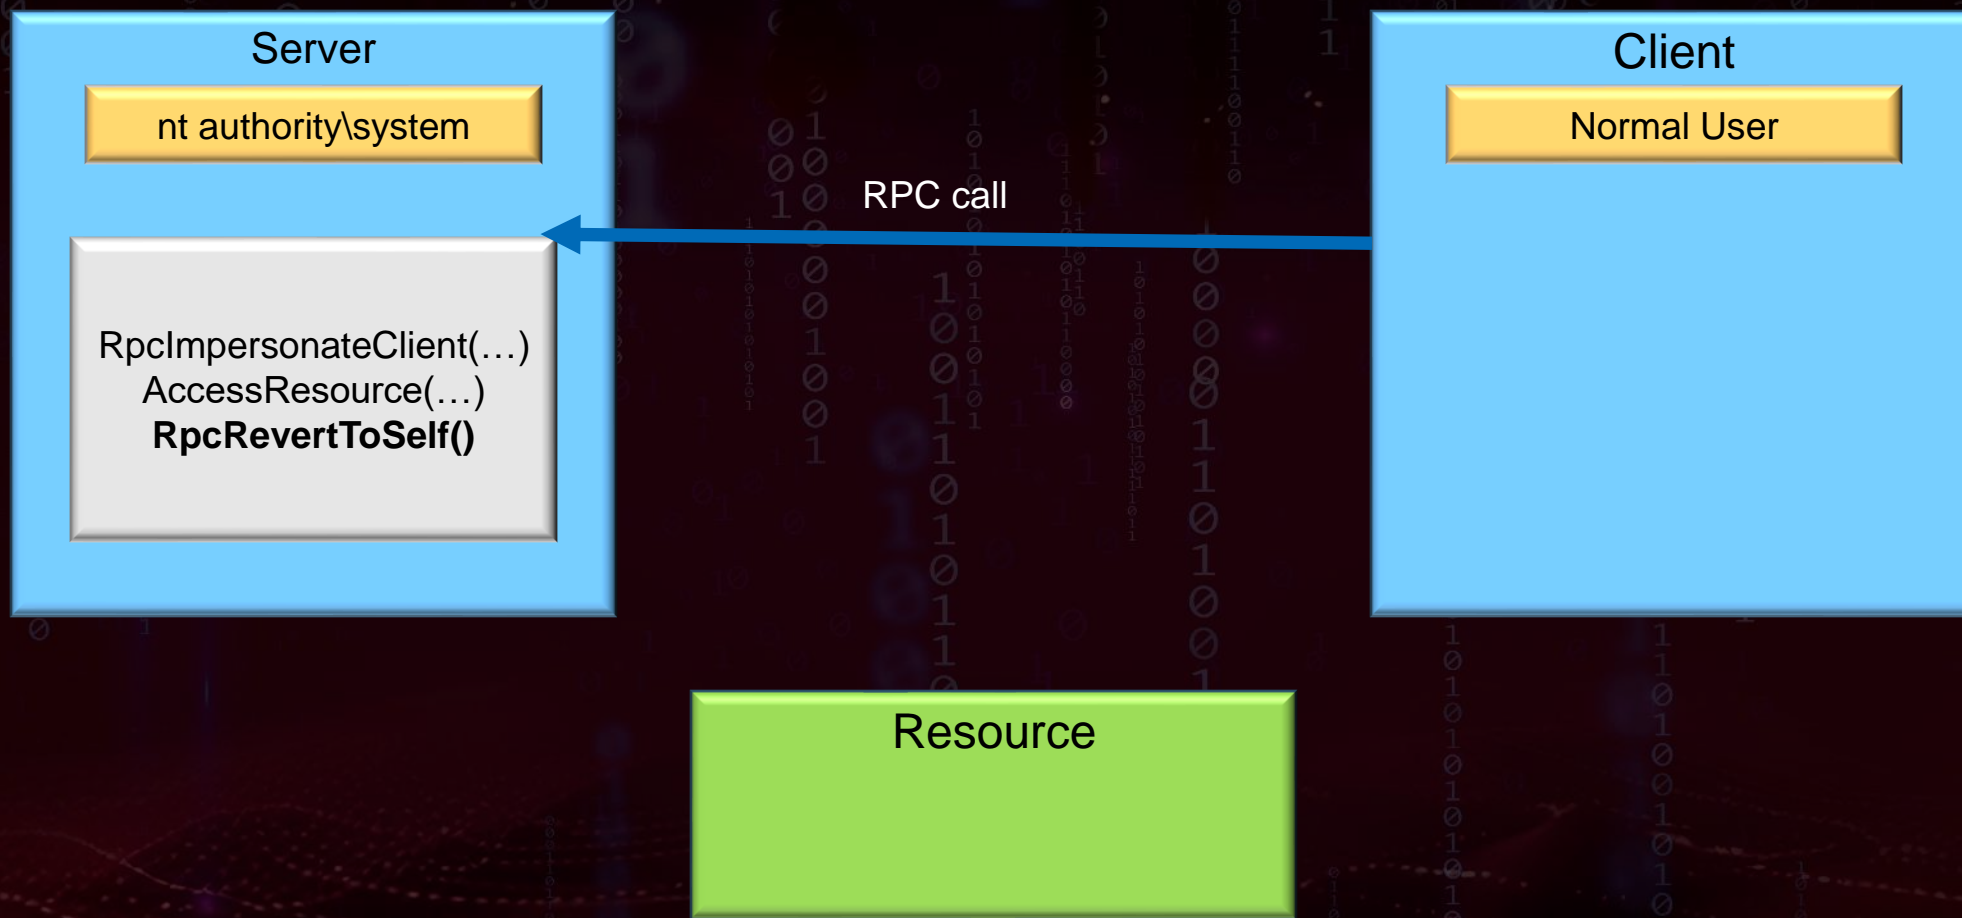 Server
nt authority\system
RPC call
RpcImpersonateClient(…)
AccessResource(…)
RpcRevertToSelf()
Client
Normal User
Resource